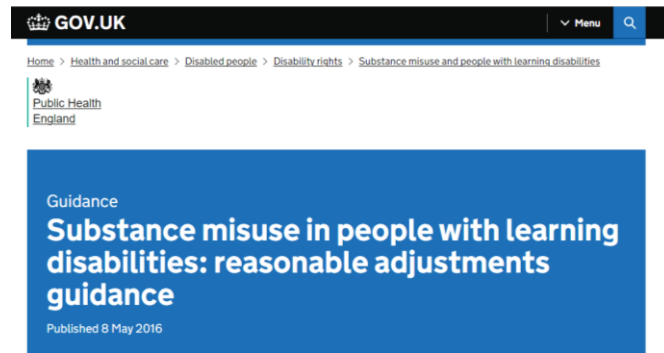 GOV.UK
Menu
Home > Health and social care > Disabled people > Disability rights > Substance misuse and people with learning disabilities
Public Health
England
Guidance
Substance misuse in people with learning
disabilities: reasonable adjustments
guidance
Published 8 May 2016